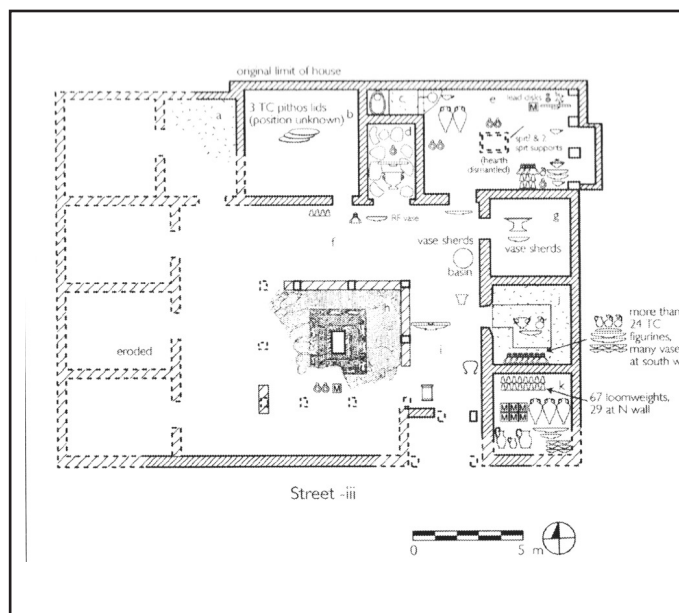 original limit of house
3 TC pithos lids
(position unknown)
a
b
c
d
e
lead disks
M
spit? & 2
spit supports
(hearth
dismantled)
RF vase
f
vase sherds
basin
g
vase sherds
h
i
j
more than
24 TC
figurines,
many vase
at south w
eroded
M
k
67 loomweights,
29 at N wall
M M M
M M M
Street -iii
0 5 m